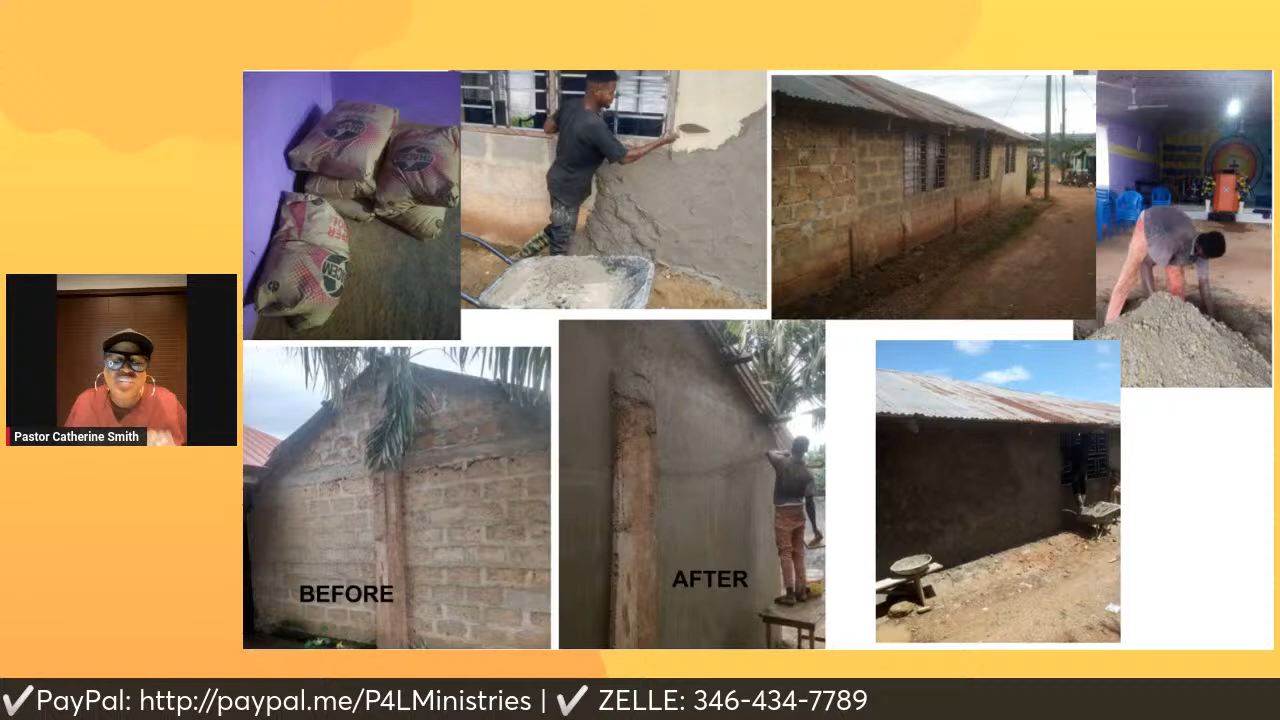 Pastor Catherine Smith
BEFORE
AFTER
✔PayPal: http://paypal.me/P4LMinistries | ✔ ZELLE: 346-434-7789